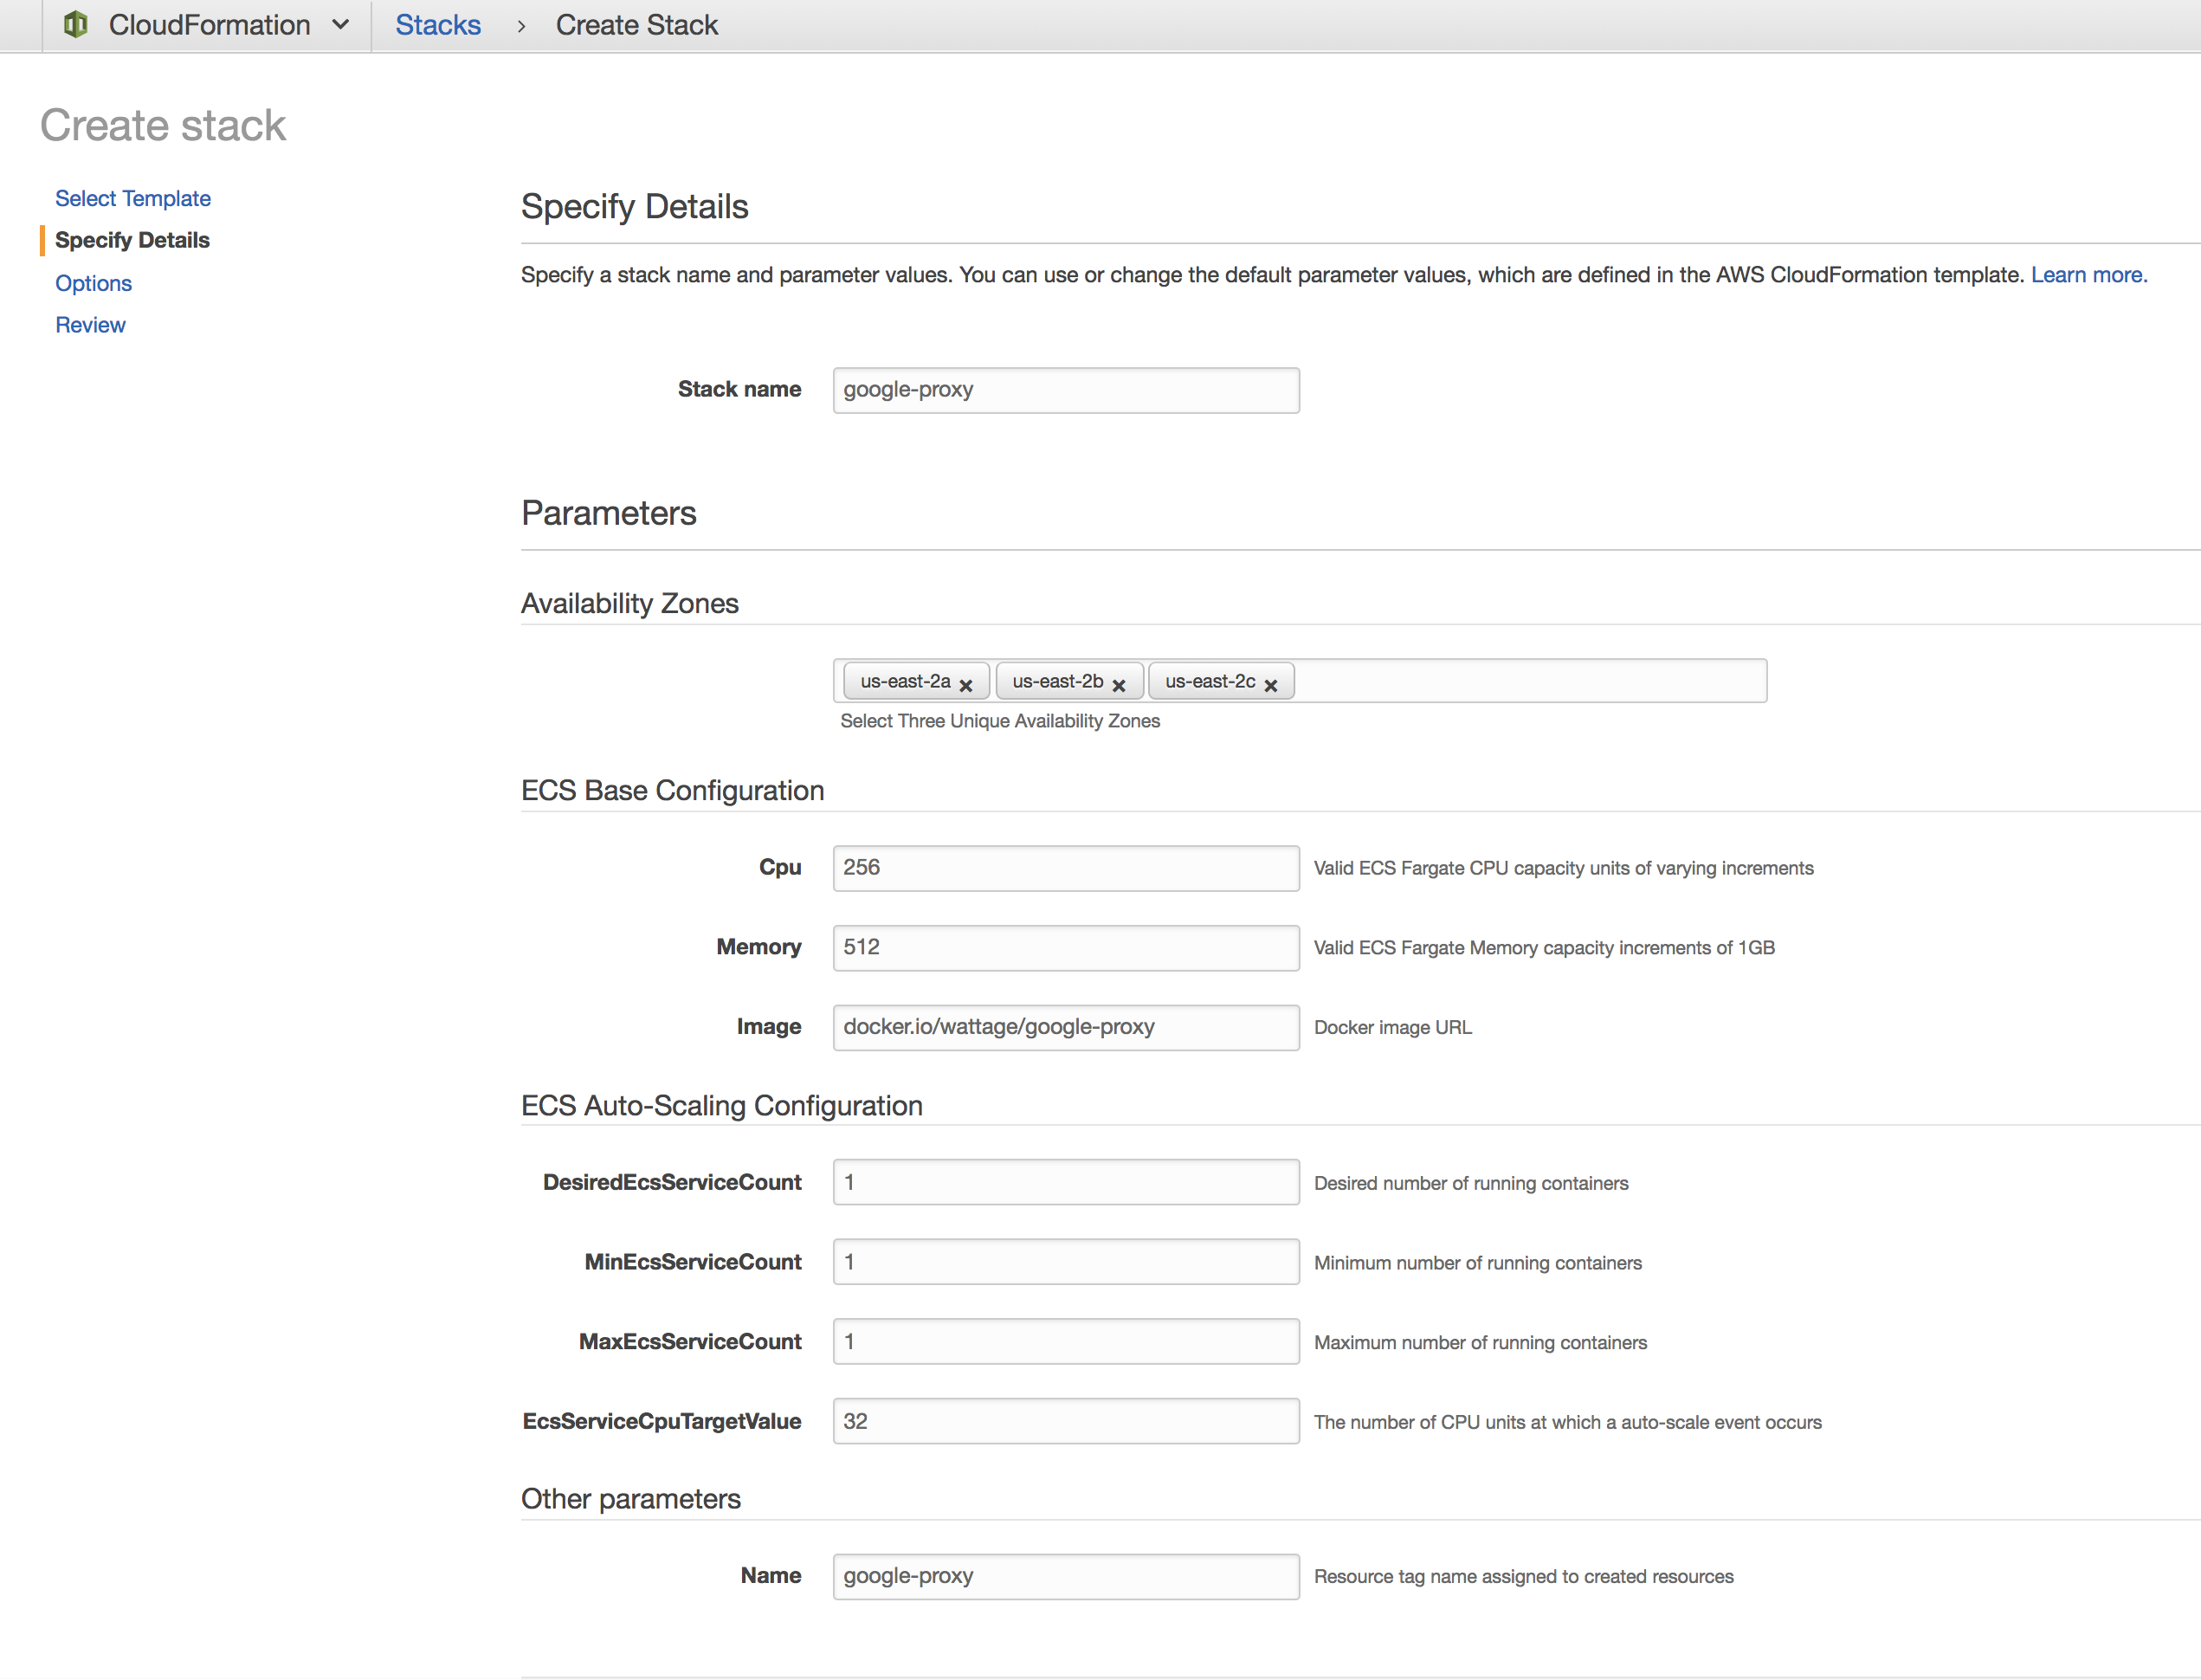 CloudFormation Stacks > Create Stack
Create stack
Select Template
Specify Details
Options
Review
Specify Details
Specify a stack name and parameter values. You can use or change the default parameter values, which are defined in the AWS CloudFormation template. Learn more.
Stack name google-proxy
Parameters
Availability Zones
us-east-2a × us-east-2b × us-east-2c ×
Select Three Unique Availability Zones
ECS Base Configuration
Cpu 256 Valid ECS Fargate CPU capacity units of varying increments
Memory 512 Valid ECS Fargate Memory capacity increments of 1GB
Image docker.io/wattage/google-proxy Docker image URL
ECS Auto-Scaling Configuration
DesiredEcsServiceCount 1 Desired number of running containers
MinEcsServiceCount 1 Minimum number of running containers
MaxEcsServiceCount 1 Maximum number of running containers
EcsServiceCpuTargetValue 32 The number of CPU units at which a auto-scale event occurs
Other parameters
Name google-proxy Resource tag name assigned to created resources